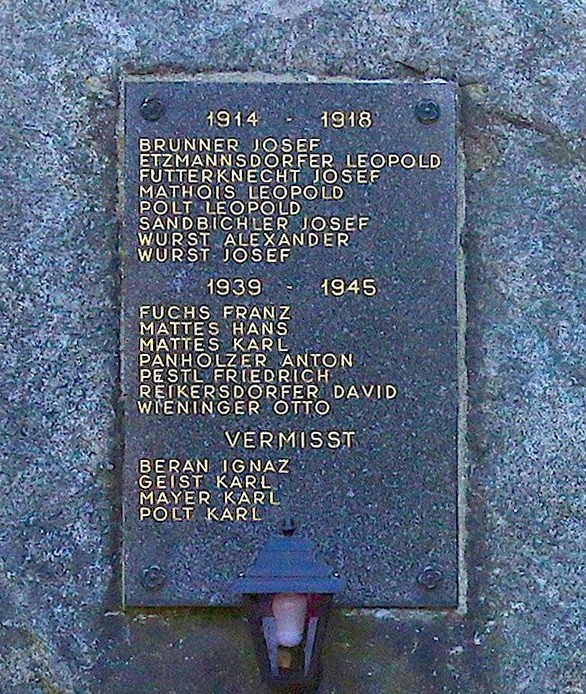 1914 - 1918
BRUNNER JOSEF
ETZMANNSDORFER LEOPOLD
FUTTERKNECHT JOSEF
MATHOIS LEOPOLD
POLT LEOPOLD
SANDBICHLER JOSEF
WURST ALEXANDER
WURST JOSEF
1939 - 1945
FUCHS FRANZ
MATTES HANS
MATTES KARL
PANHOLZER ANTON
PESTL FRIEDRICH
REIKERSDORFER DAVID
WIENINGER OTTO
VERMISST
BERAN IGNAZ
GEIST KARL
MAYER KARL
POLT KARL